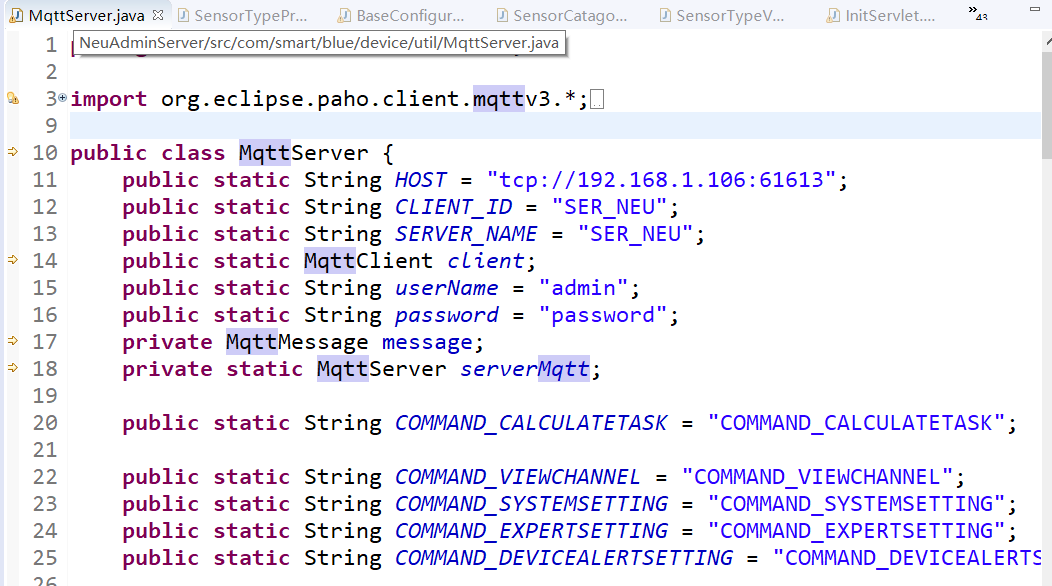 MqttServer.java SensorTypePr... BaseConfigur... SensorCatago... SensorTypeV... InitServlet.... »43
NeuAdminServer/src/com/smart/blue/device/util/MqttServer.java
1
2
3 import org.eclipse.paho.client.mqttv3.*;
9
10 public class MqttServer {
11 public static String HOST = "tcp://192.168.1.106:61613";
12 public static String CLIENT_ID = "SER_NEU";
13 public static String SERVER_NAME = "SER_NEU";
14 public static MqttClient client;
15 public static String userName = "admin";
16 public static String password = "password";
17 private MqttMessage message;
18 private static MqttServer serverMqtt;
19
20 public static String COMMAND_CALCULATETASK = "COMMAND_CALCULATETASK";
21
22 public static String COMMAND_VIEWCHANNEL = "COMMAND_VIEWCHANNEL";
23 public static String COMMAND_SYSTEMSETTING = "COMMAND_SYSTEMSETTING";
24 public static String COMMAND_EXPERTSETTING = "COMMAND_EXPERTSETTING";
25 public static String COMMAND_DEVICEALERTSETTING = "COMMAND_DEVICEALERTS
26